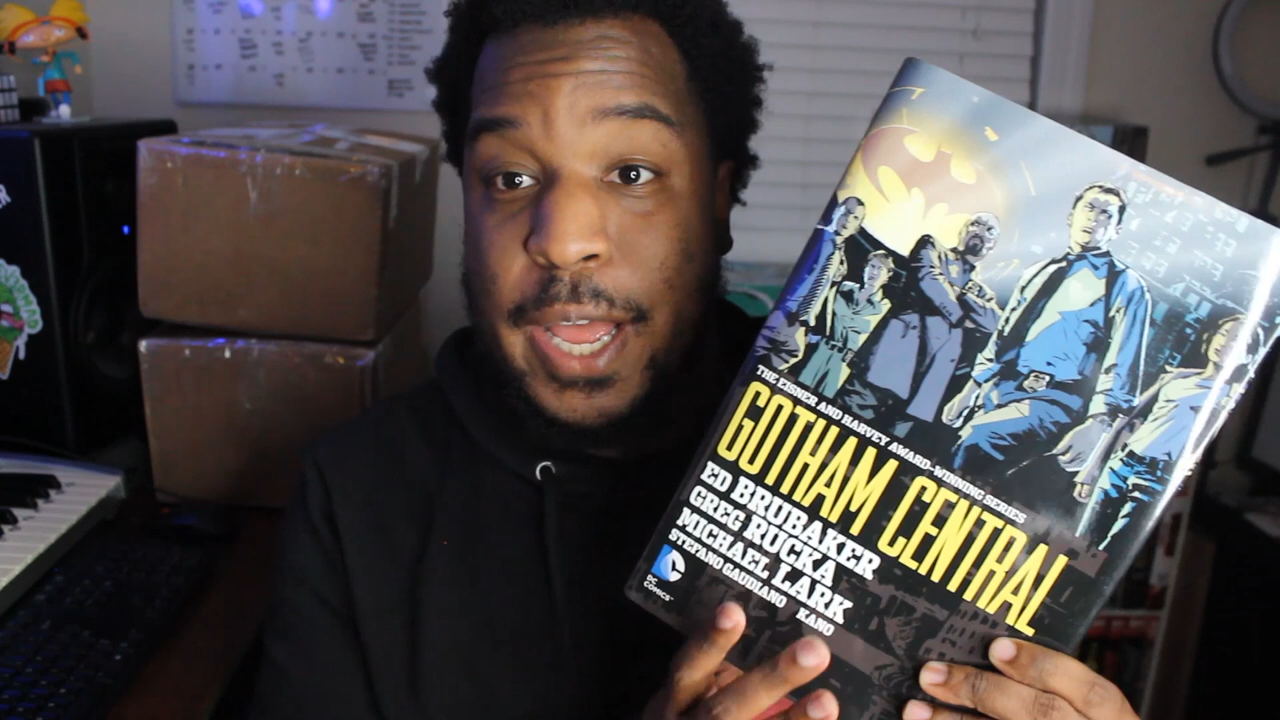 THE EISNER AND HARVEY AWARD-WINNING SERIES
GOTHAM CENTRAL
ED BRUBAKER
GREG RUCKA
MICHAEL LARK
STEFANO GAUDIANO KANO
DC
COMICS™